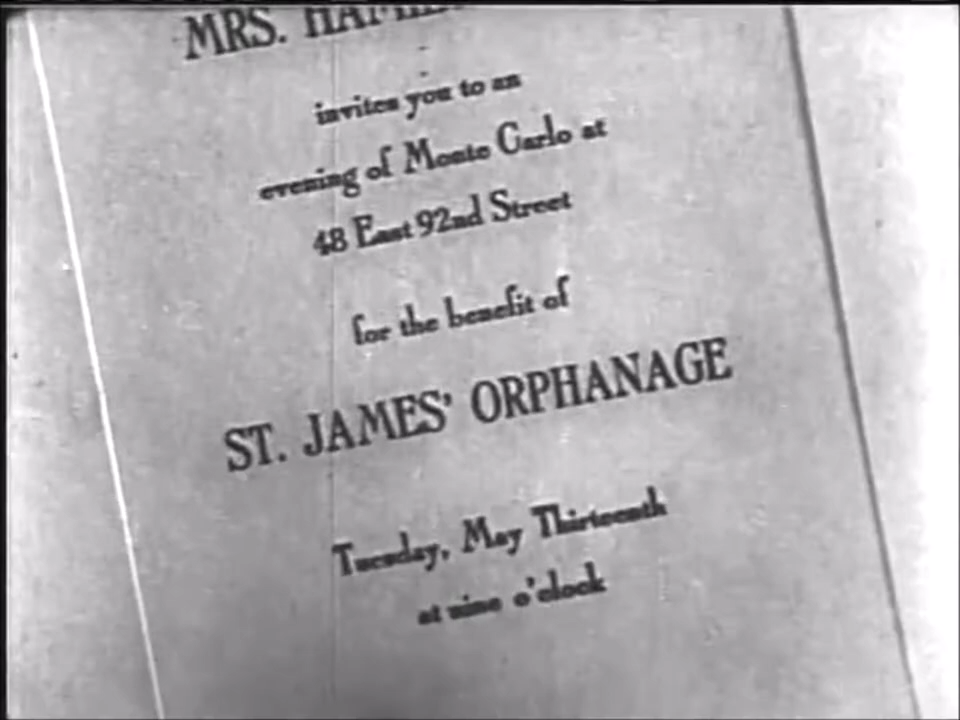 MRS.
invites you to an
evening of Monte Carlo at
48 East 92nd Street
for the benefit of
ST. JAMES' ORPHANAGE
Tuesday, May Thirteenth
at nine o'clock